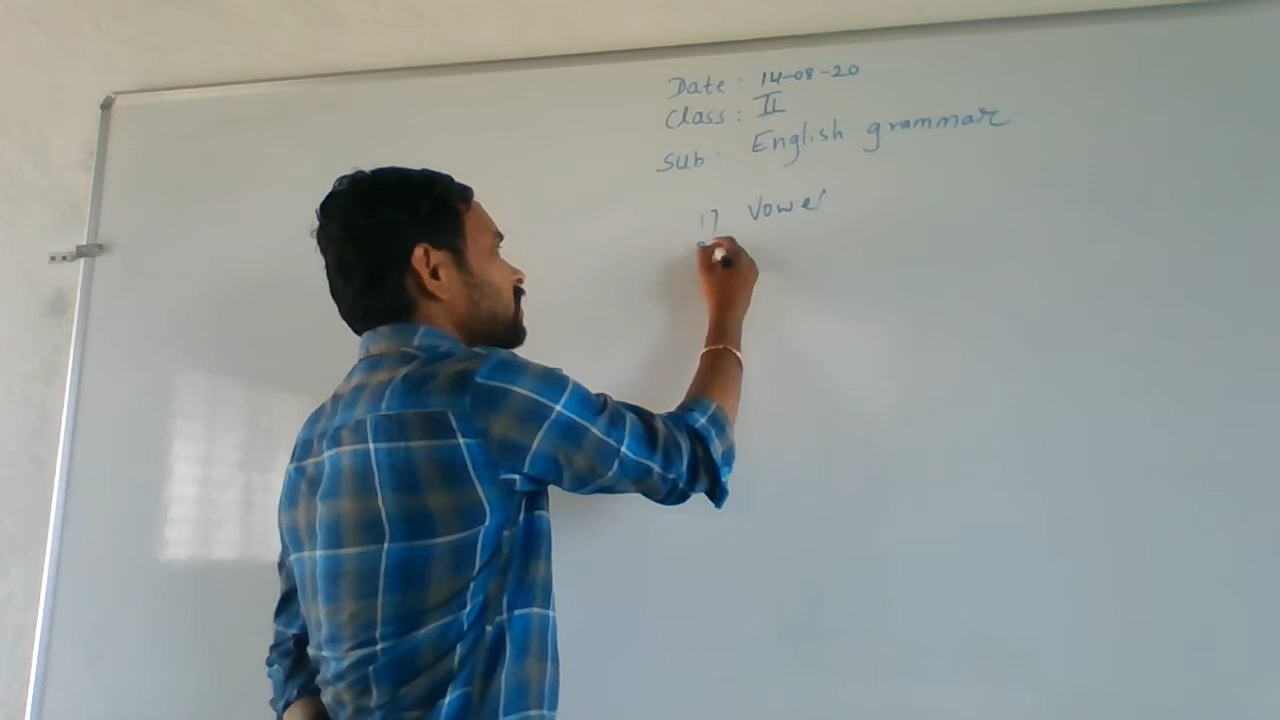 Date : 14-08-20
Class : II
Sub : English grammar
1) Vowel